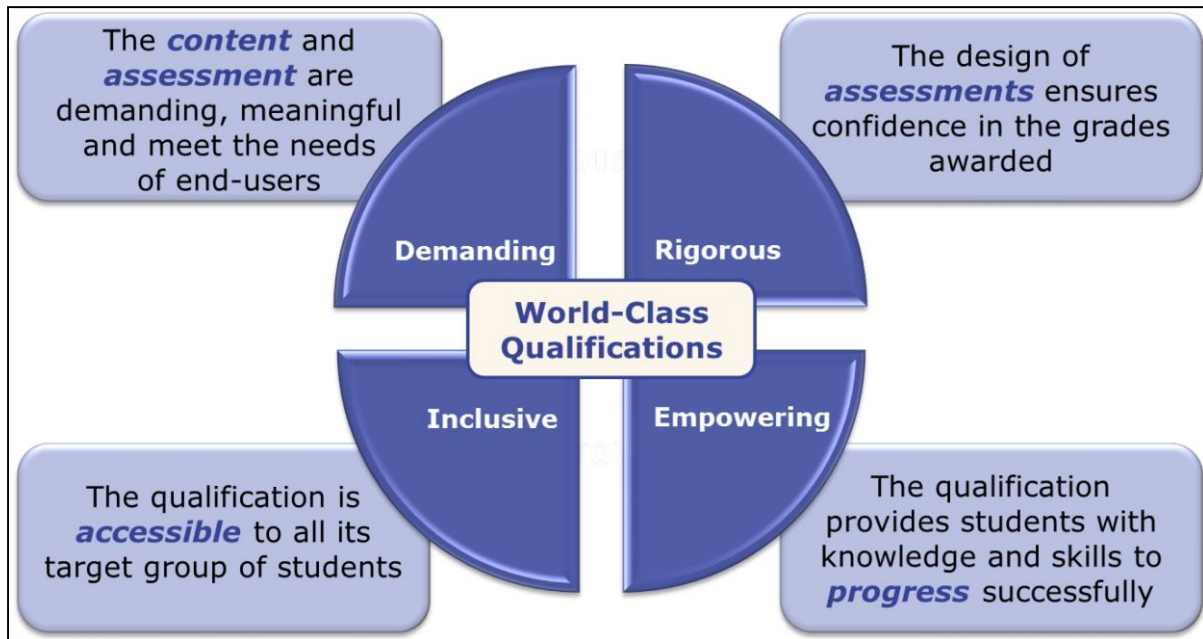 The content and
assessment are
demanding, meaningful
and meet the needs
of end-users
The design of
assessments ensures
confidence in the grades
awarded
Demanding
Rigorous
World-Class
Qualifications
Inclusive
Empowering
The qualification is
accessible to all its
target group of students
The qualification
provides students with
knowledge and skills to
progress successfully